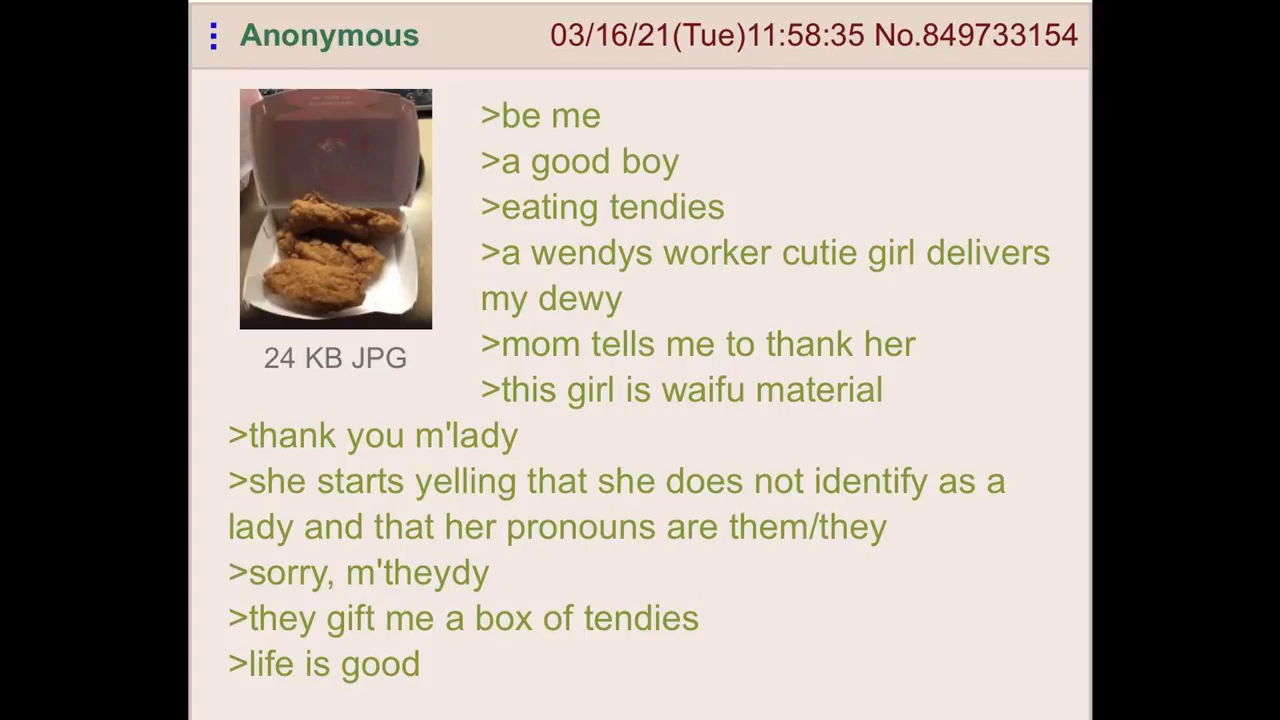 Anonymous 03/16/21(Tue)11:58:35 No.849733154
>be me
>a good boy
>eating tendies
>a wendys worker cutie girl delivers
my dewy
>mom tells me to thank her
>this girl is waifu material
24 KB JPG
>thank you m'lady
>she starts yelling that she does not identify as a
lady and that her pronouns are them/they
>sorry, m'theydy
>they gift me a box of tendies
>life is good